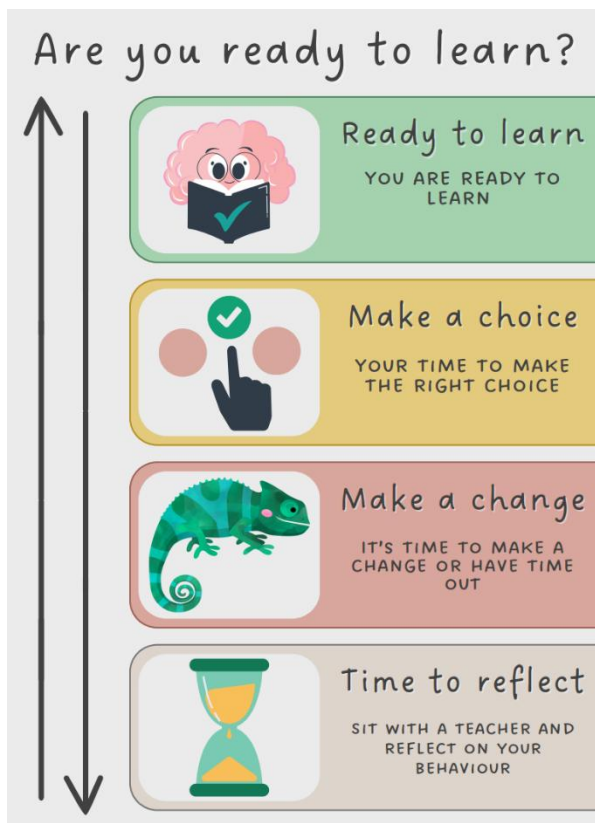 Are you ready to learn?
Ready to learn
YOU ARE READY TO
LEARN
Make a choice
YOUR TIME TO MAKE
THE RIGHT CHOICE
Make a change
IT'S TIME TO MAKE A
CHANGE OR HAVE TIME
OUT
Time to reflect
SIT WITH A TEACHER AND
REFLECT ON YOUR
BEHAVIOUR